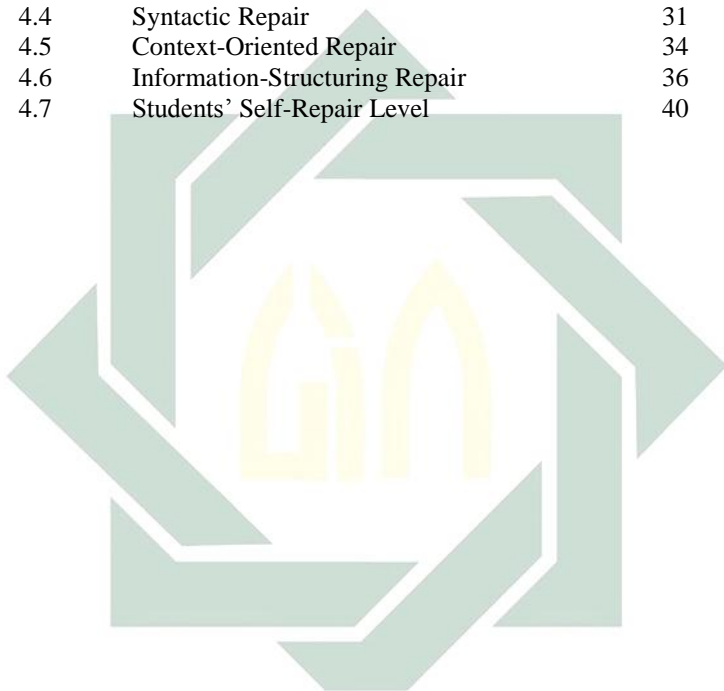 4.4 Syntactic Repair 31
4.5 Context-Oriented Repair 34
4.6 Information-Structuring Repair 36
4.7 Students’ Self-Repair Level 40